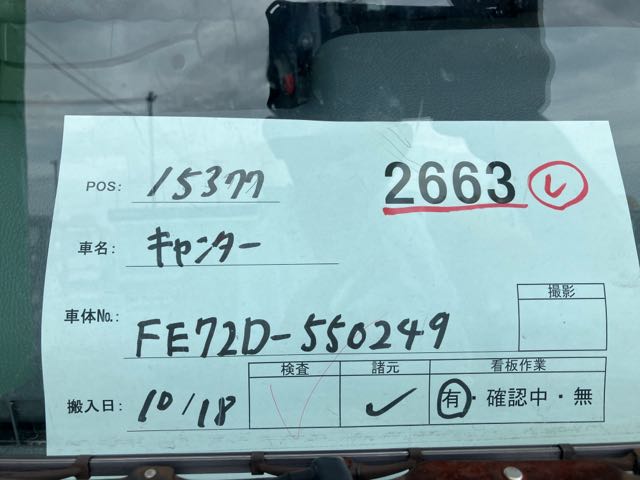 POS: 15377
2663 レ
車名: キャンター
車体No.: FE72D-550249
撮影
搬入日: 10/18
検査 諸元 看板作業
✓ ✓ 有・確認中・無